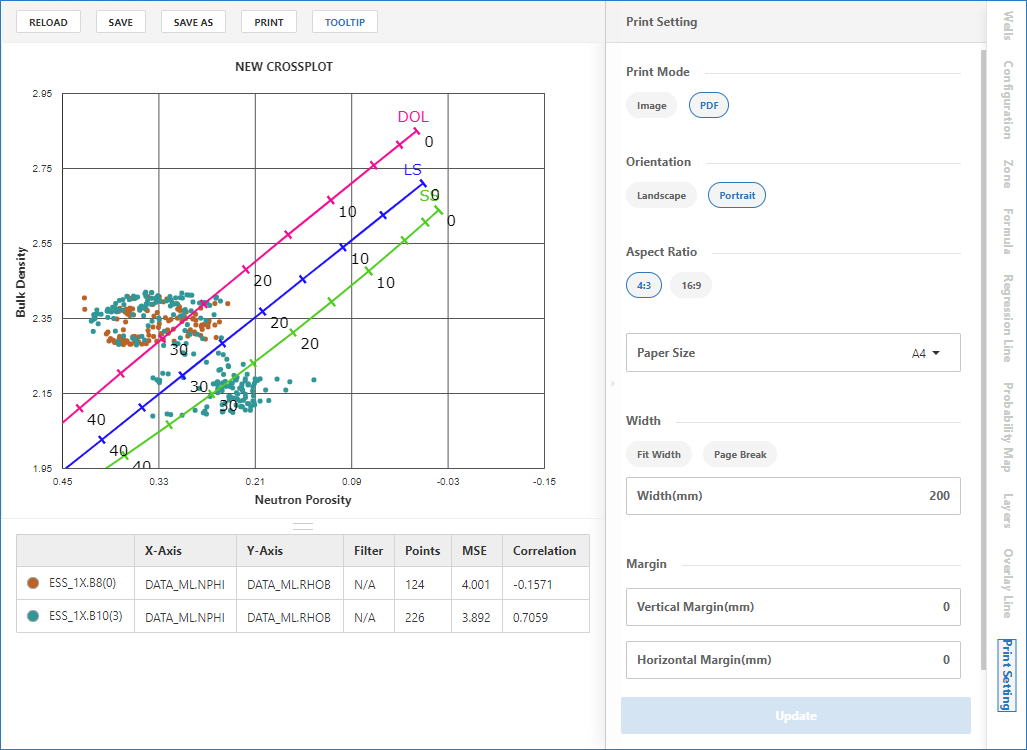 RELOAD SAVE SAVE AS PRINT TOOLTIP
NEW CROSSPLOT
2.95
2.75
2.55
2.35
2.15
1.95
Bulk Density
DOL
0
LS
0
SS
0
10
10
10
20
20
20
30
30
30
40
40
40
0.45 0.33 0.21 0.09 -0.03 -0.15
Neutron Porosity
X-Axis Y-Axis Filter Points MSE Correlation
ESS_1X.B8(0) DATA_ML.NPHI DATA_ML.RHOB N/A 124 4.001 -0.1571
ESS_1X.B10(3) DATA_ML.NPHI DATA_ML.RHOB N/A 226 3.892 0.7059
Print Setting
Print Mode
Image PDF
Orientation
Landscape Portrait
Aspect Ratio
4:3 16:9
Paper Size A4
Width
Fit Width Page Break
Width(mm) 200
Margin
Vertical Margin(mm) 0
Horizontal Margin(mm) 0
Update
Wells
Configuration
Zone
Formula
Regression Line
Probability Map
Layers
Overlay Line
Print Setting